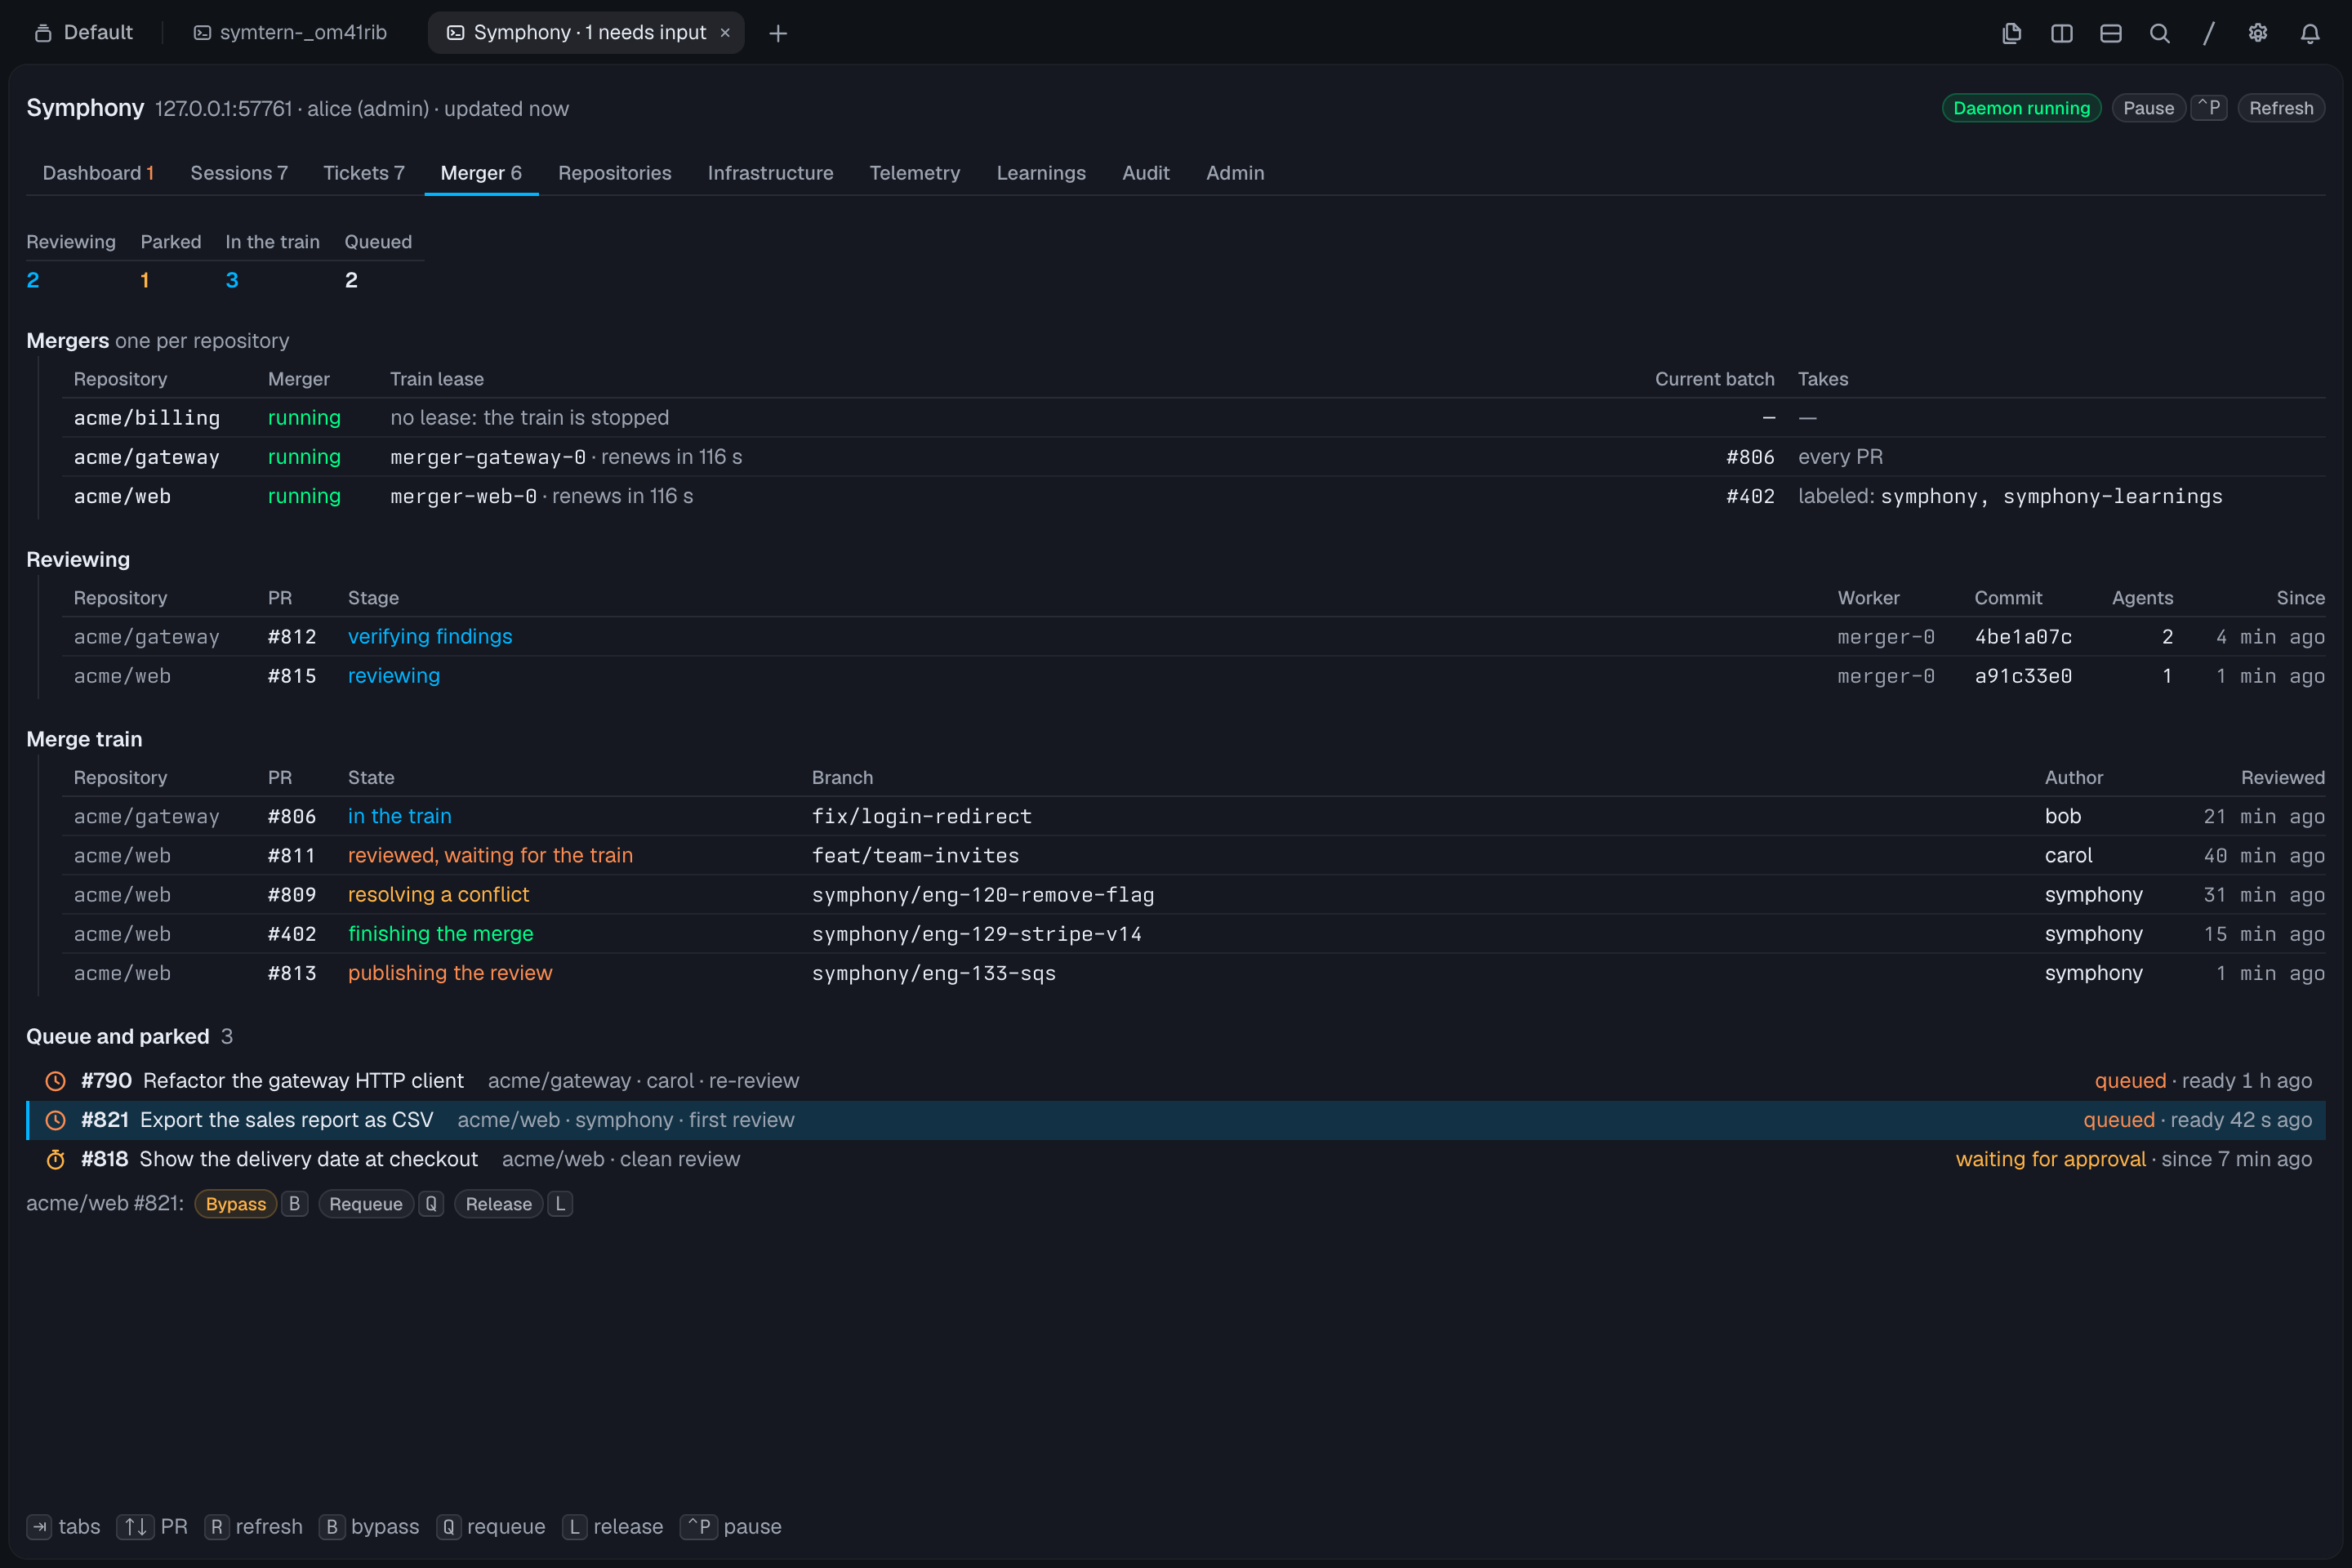 Default symtern-_om41rib Symphony · 1 needs input × +
Symphony 127.0.0.1:57761 · alice (admin) · updated now Daemon running Pause ^P Refresh
Dashboard 1 Sessions 7 Tickets 7 Merger 6 Repositories Infrastructure Telemetry Learnings Audit Admin
Reviewing Parked In the train Queued
2 1 3 2
Mergers one per repository
Repository Merger Train lease Current batch Takes
acme/billing running no lease: the train is stopped – —
acme/gateway running merger-gateway-0 · renews in 116 s #806 every PR
acme/web running merger-web-0 · renews in 116 s #402 labeled: symphony, symphony-learnings
Reviewing
Repository PR Stage Worker Commit Agents Since
acme/gateway #812 verifying findings merger-0 4be1a07c 2 4 min ago
acme/web #815 reviewing merger-0 a91c33e0 1 1 min ago
Merge train
Repository PR State Branch Author Reviewed
acme/gateway #806 in the train fix/login-redirect bob 21 min ago
acme/web #811 reviewed, waiting for the train feat/team-invites carol 40 min ago
acme/web #809 resolving a conflict symphony/eng-120-remove-flag symphony 31 min ago
acme/web #402 finishing the merge symphony/eng-129-stripe-v14 symphony 15 min ago
acme/web #813 publishing the review symphony/eng-133-sqs symphony 1 min ago
Queue and parked 3
#790 Refactor the gateway HTTP client acme/gateway · carol · re-review queued · ready 1 h ago
#821 Export the sales report as CSV acme/web · symphony · first review queued · ready 42 s ago
#818 Show the delivery date at checkout acme/web · clean review waiting for approval · since 7 min ago
acme/web #821: Bypass B Requeue Q Release L
⇥ tabs ↑↓ PR R refresh B bypass Q requeue L release ^P pause